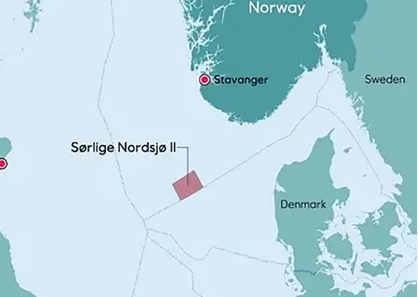 Norway
Stavanger
Sweden
Sørlige Nordsjø II
Denmark